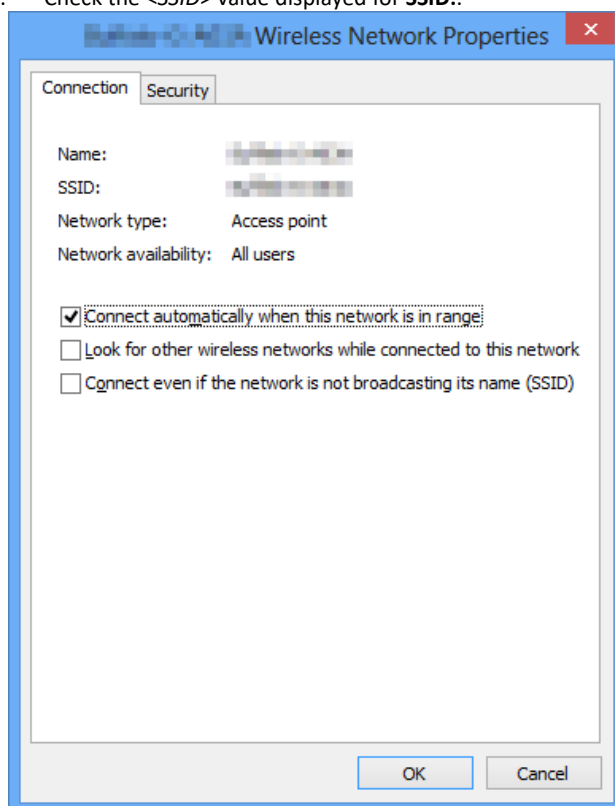 . Check the <SSID> value displayed for SSID:.
Wireless Network Properties
Connection Security
Name:
SSID:
Network type: Access point
Network availability: All users
Connect automatically when this network is in range
Look for other wireless networks while connected to this network
Connect even if the network is not broadcasting its name (SSID)
OK Cancel